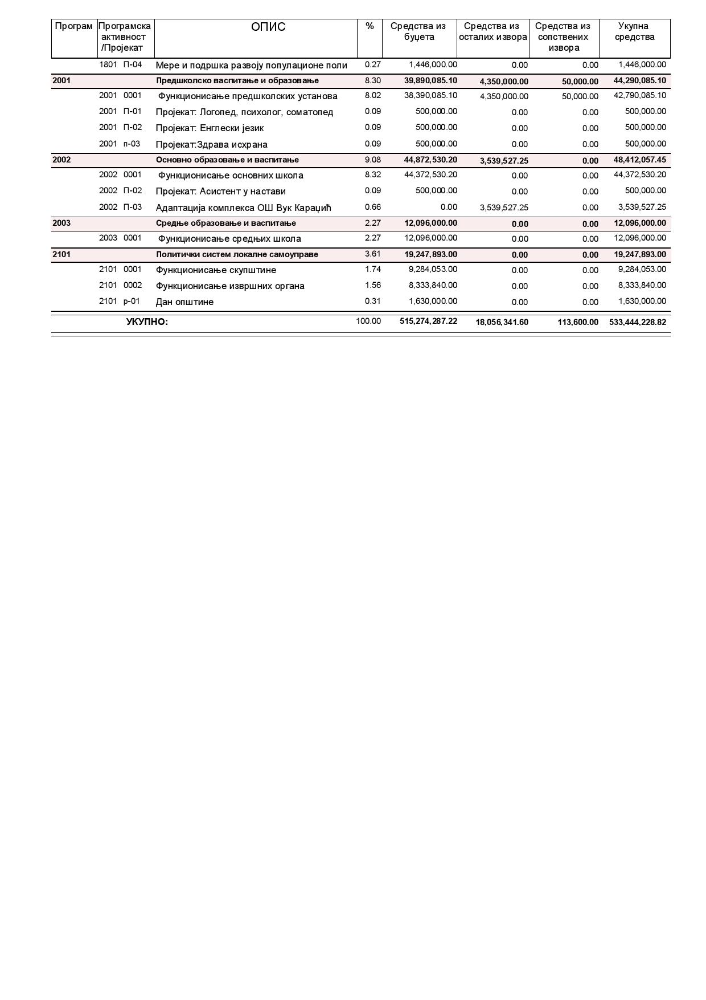 Програм Програмска активност /Пројекат ОПИС % Средства из буџета Средства из осталих извора Средства из сопствених извора Укупна средства
1801 П-04 Мере и подршка развоју популационе поли 0.27 1,446,000.00 0.00 0.00 1,446,000.00
2001 Предшколско васпитање и образовање 8.30 39,890,085.10 4,350,000.00 50,000.00 44,290,085.10
2001 0001 Функционисање предшколских установа 8.02 38,390,085.10 4,350,000.00 50,000.00 42,790,085.10
2001 П-01 Пројекат: Логопед, психолог, соматопед 0.09 500,000.00 0.00 0.00 500,000.00
2001 П-02 Пројекат: Енглески језик 0.09 500,000.00 0.00 0.00 500,000.00
2001 п-03 Пројекат:Здрава исхрана 0.09 500,000.00 0.00 0.00 500,000.00
2002 Основно образовање и васпитање 9.08 44,872,530.20 3,539,527.25 0.00 48,412,057.45
2002 0001 Функционисање основних школа 8.32 44,372,530.20 0.00 0.00 44,372,530.20
2002 П-02 Пројекат: Асистент у настави 0.09 500,000.00 0.00 0.00 500,000.00
2002 П-03 Адаптација комплекса ОШ Вук Караџић 0.66 0.00 3,539,527.25 0.00 3,539,527.25
2003 Средње образовање и васпитање 2.27 12,096,000.00 0.00 0.00 12,096,000.00
2003 0001 Функционисање средњих школа 2.27 12,096,000.00 0.00 0.00 12,096,000.00
2101 Политички систем локалне самоуправе 3.61 19,247,893.00 0.00 0.00 19,247,893.00
2101 0001 Функционисање скупштине 1.74 9,284,053.00 0.00 0.00 9,284,053.00
2101 0002 Функционисање извршних органа 1.56 8,333,840.00 0.00 0.00 8,333,840.00
2101 р-01 Дан општине 0.31 1,630,000.00 0.00 0.00 1,630,000.00
УКУПНО: 100.00 515,274,287.22 18,056,341.60 113,600.00 533,444,228.82